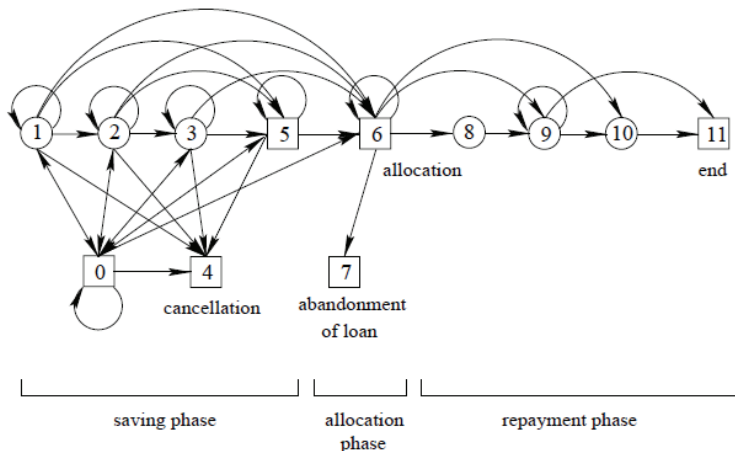 1 2 3 5 6 8 9 10 11
allocation
end
0 4 7
cancellation
abandonment
of loan
saving phase
allocation
phase
repayment phase